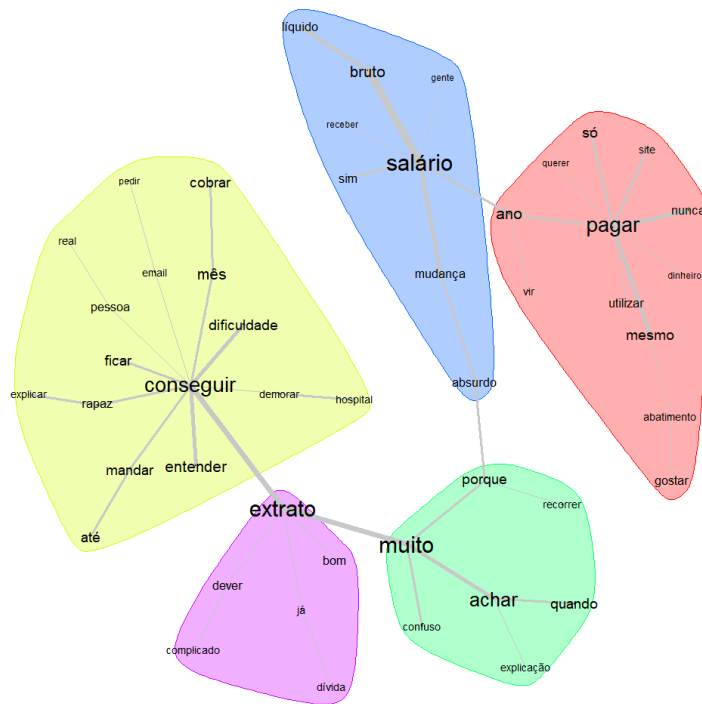 líquido
bruto
gente
receber
salário
sim
mudança
absurdo
só
site
querer
nunca
ano
pagar
dinheiro
vir
utilizar
mesmo
abatimento
gostar
pedir
cobrar
real
email
mês
pessoa
dificuldade
ficar
conseguir
explicar
rapaz
demorar
hospital
mandar
entender
até
extrato
bom
dever
já
complicado
dívida
porque
recorrer
muito
achar
quando
confuso
explicação